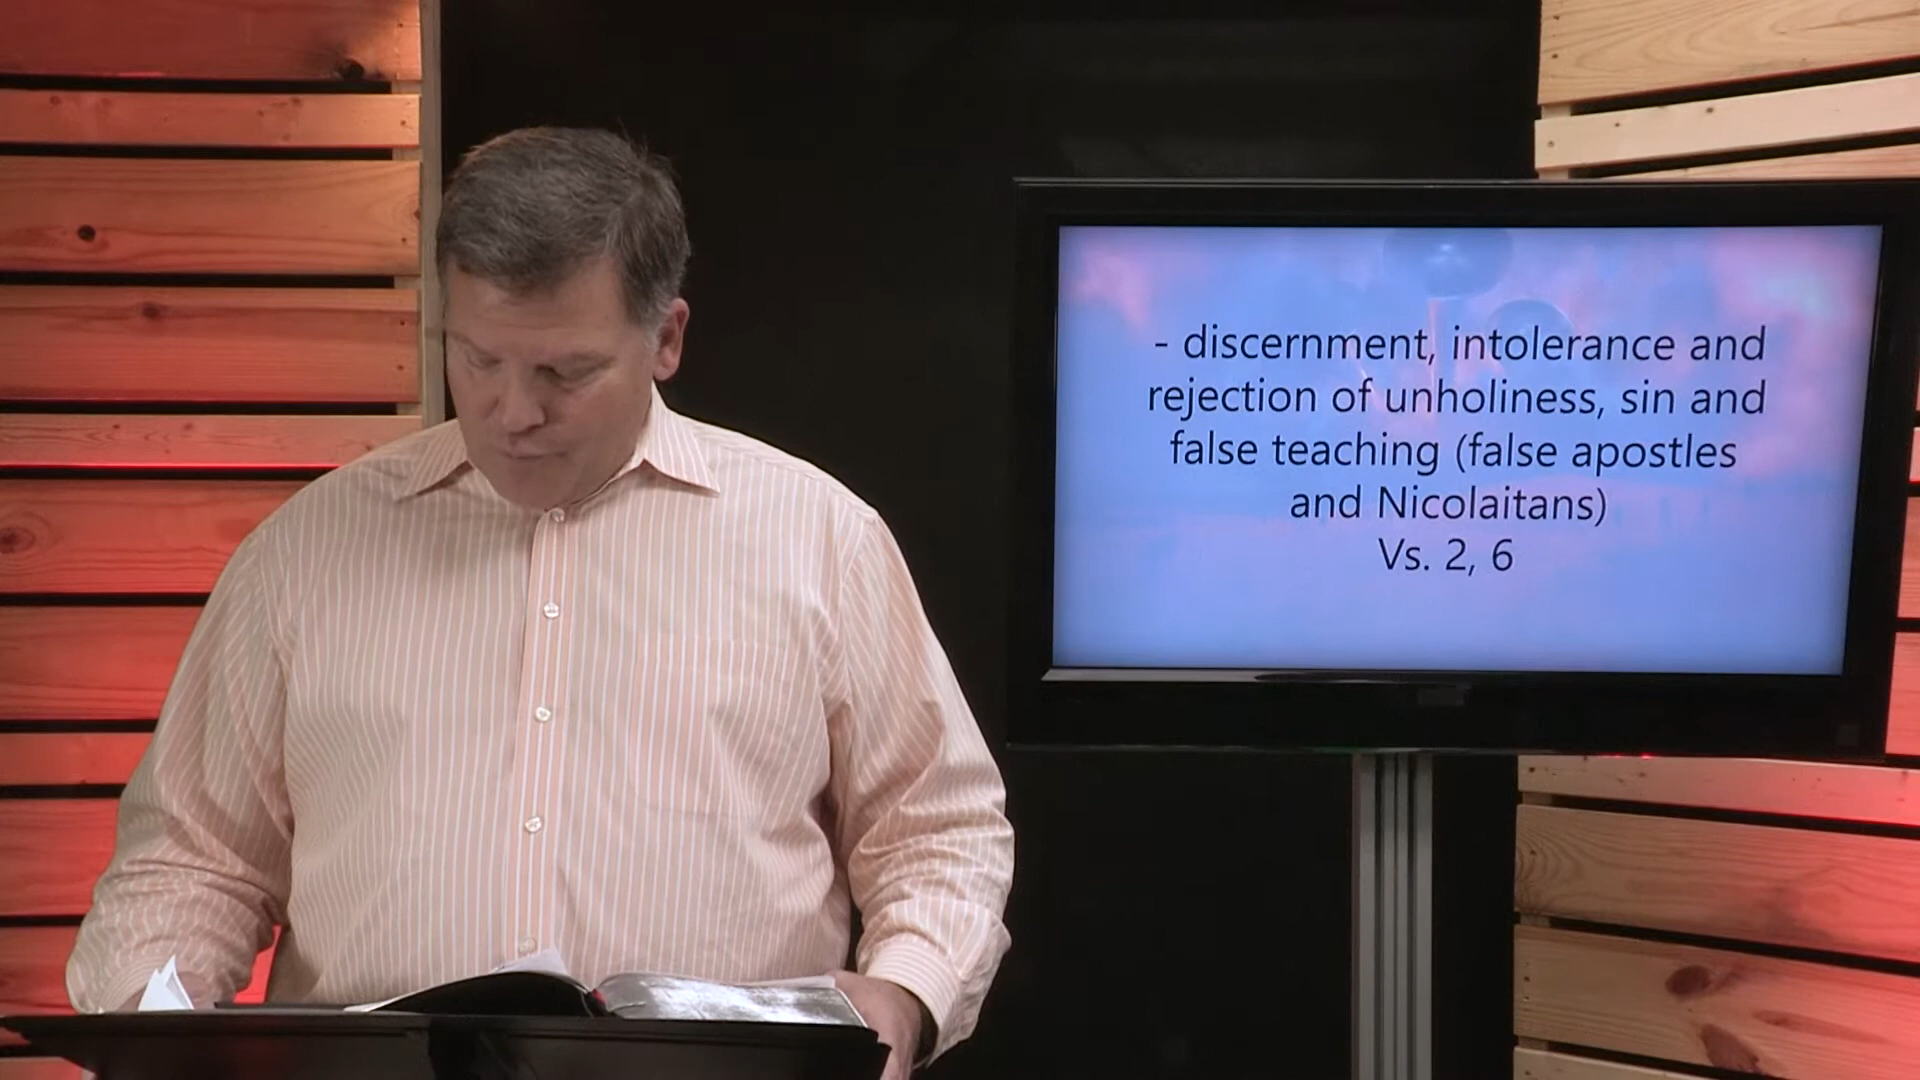 - discernment, intolerance and
rejection of unholiness, sin and
false teaching (false apostles
and Nicolaitans)
Vs. 2, 6